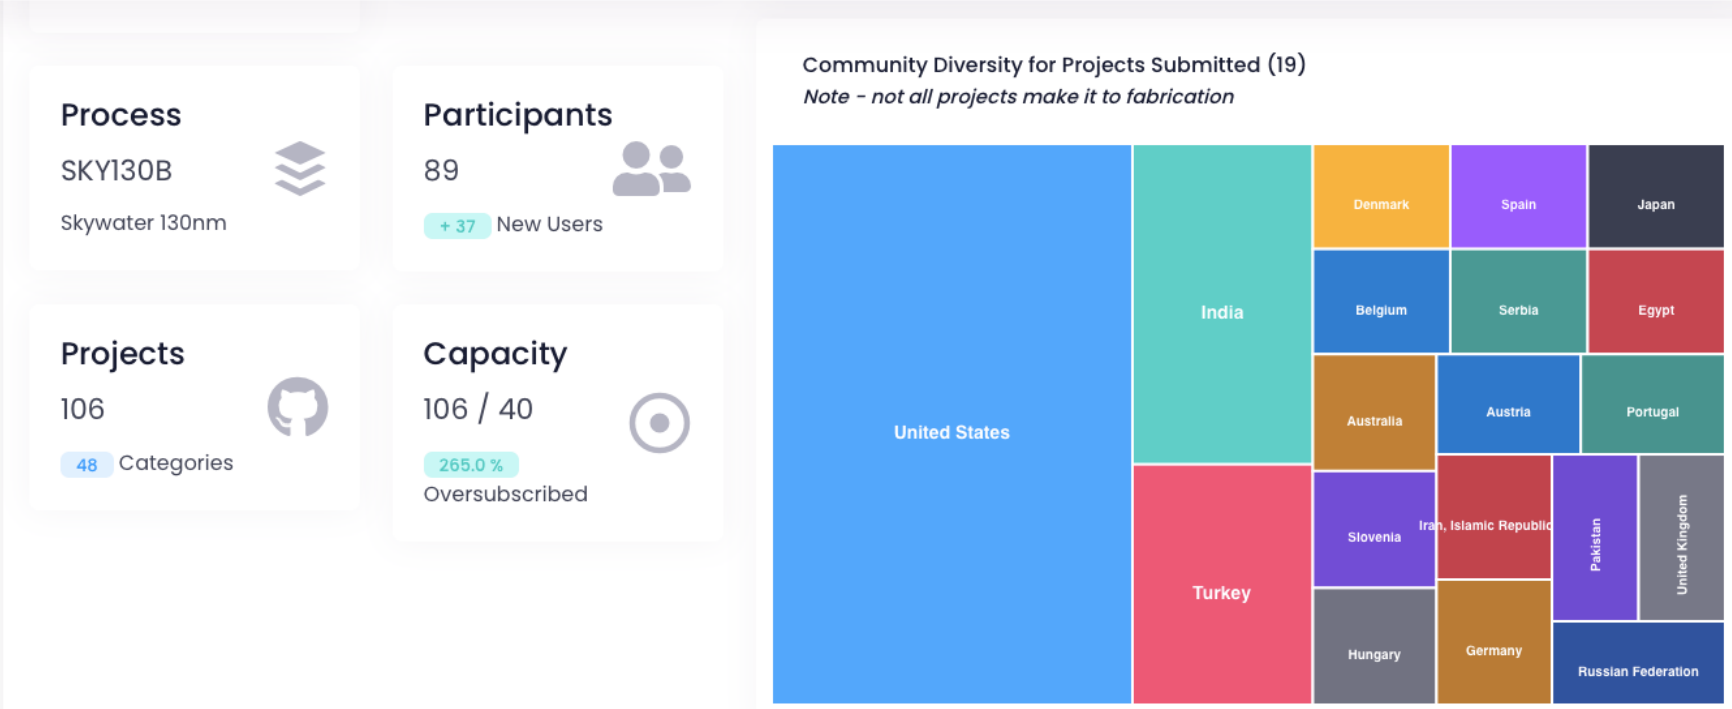 Process
SKY130B
Skywater 130nm
Participants
89
+ 37 New Users
Projects
106
48 Categories
Capacity
106 / 40
265.0 %
Oversubscribed
Community Diversity for Projects Submitted (19)
Note - not all projects make it to fabrication
United States
India
Turkey
Denmark
Spain
Japan
Belgium
Serbia
Egypt
Australia
Austria
Portugal
Slovenia
Iran, Islamic Republic
Pakistan
United Kingdom
Hungary
Germany
Russian Federation